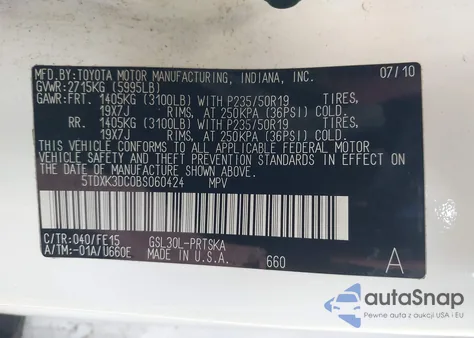 MFD.BY: TOYOTA MOTOR MANUFACTURING, INDIANA, INC. 07/10
GVWR: 2715KG (5995LB)
GAWR: FRT. 1405KG (3100LB) WITH P235/50R19 TIRES,
19X7J RIMS, AT 250KPA (36PSI) COLD.
RR. 1405KG (3100LB) WITH P235/50R19 TIRES,
19X7J RIMS, AT 250KPA (36PSI) COLD.
THIS VEHICLE CONFORMS TO ALL APPLICABLE FEDERAL MOTOR
VEHICLE SAFETY AND THEFT PREVENTION STANDARDS IN EFFECT ON
THE DATE OF MANUFACTURE SHOWN ABOVE.
5TDXK3DC0BS060424 MPV
C/TR: 040/FE15 GSL30L-PRTSKA
A/TM: -01A/U660E MADE IN U.S.A. 660 A
autoSnap
Pewne auta z USA i EU